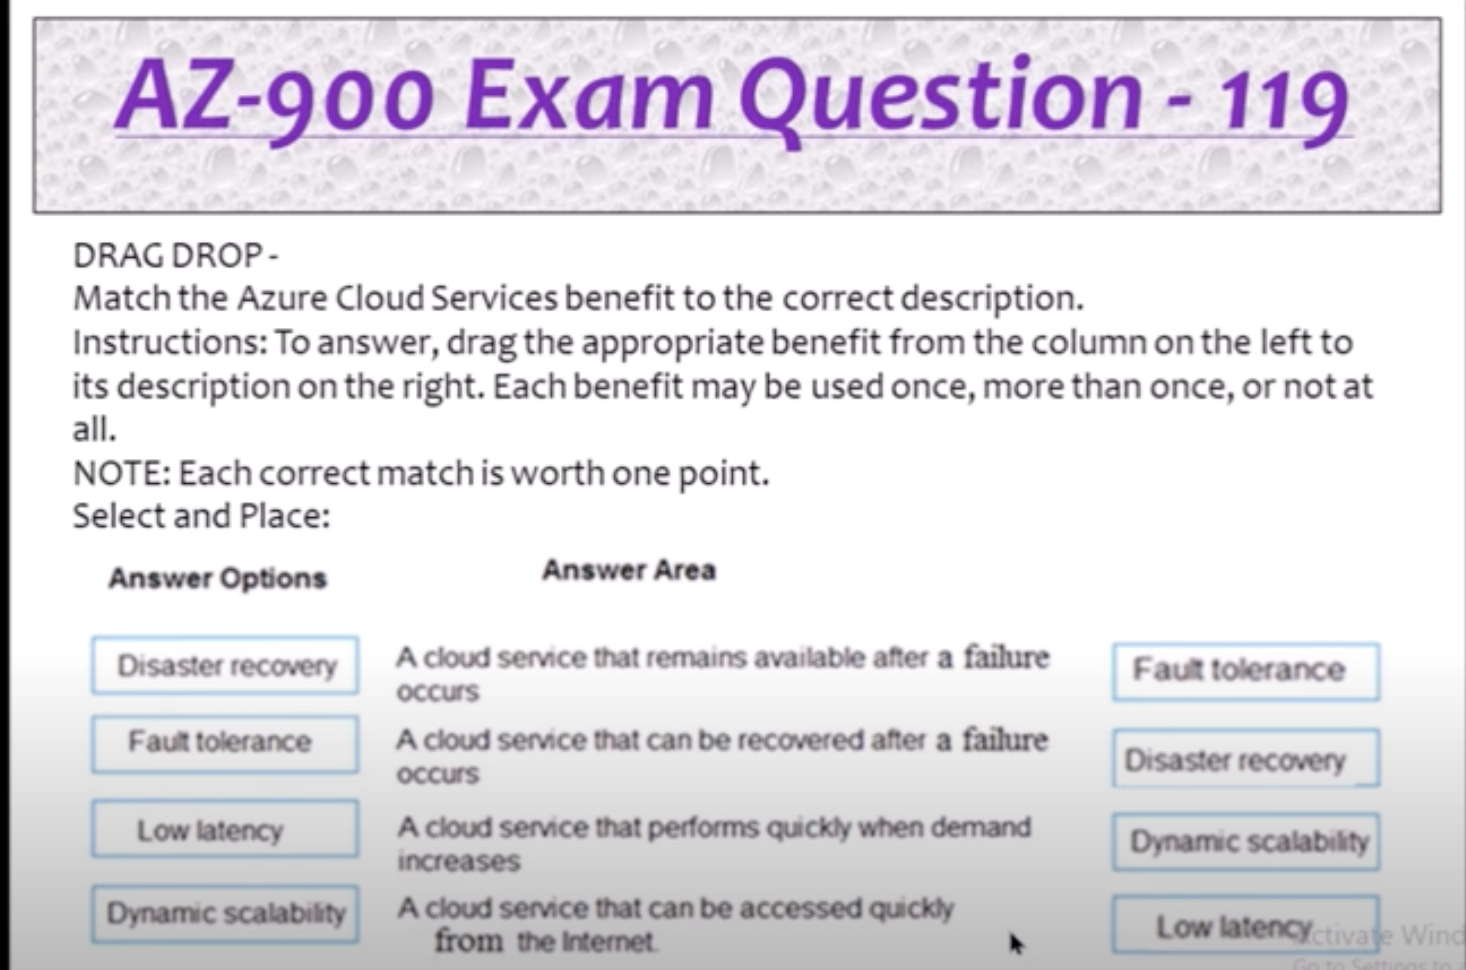 AZ-900 Exam Question - 119
DRAG DROP -
Match the Azure Cloud Services benefit to the correct description.
Instructions: To answer, drag the appropriate benefit from the column on the left to
its description on the right. Each benefit may be used once, more than once, or not at
all.
NOTE: Each correct match is worth one point.
Select and Place:
Answer Options
Answer Area
Disaster recovery
A cloud service that remains available after a failure
occurs
Fault tolerance
Fault tolerance
A cloud service that can be recovered after a failure
occurs
Disaster recovery
Low latency
A cloud service that performs quickly when demand
increases
Dynamic scalability
Dynamic scalability
A cloud service that can be accessed quickly
from the Internet.
Low latency